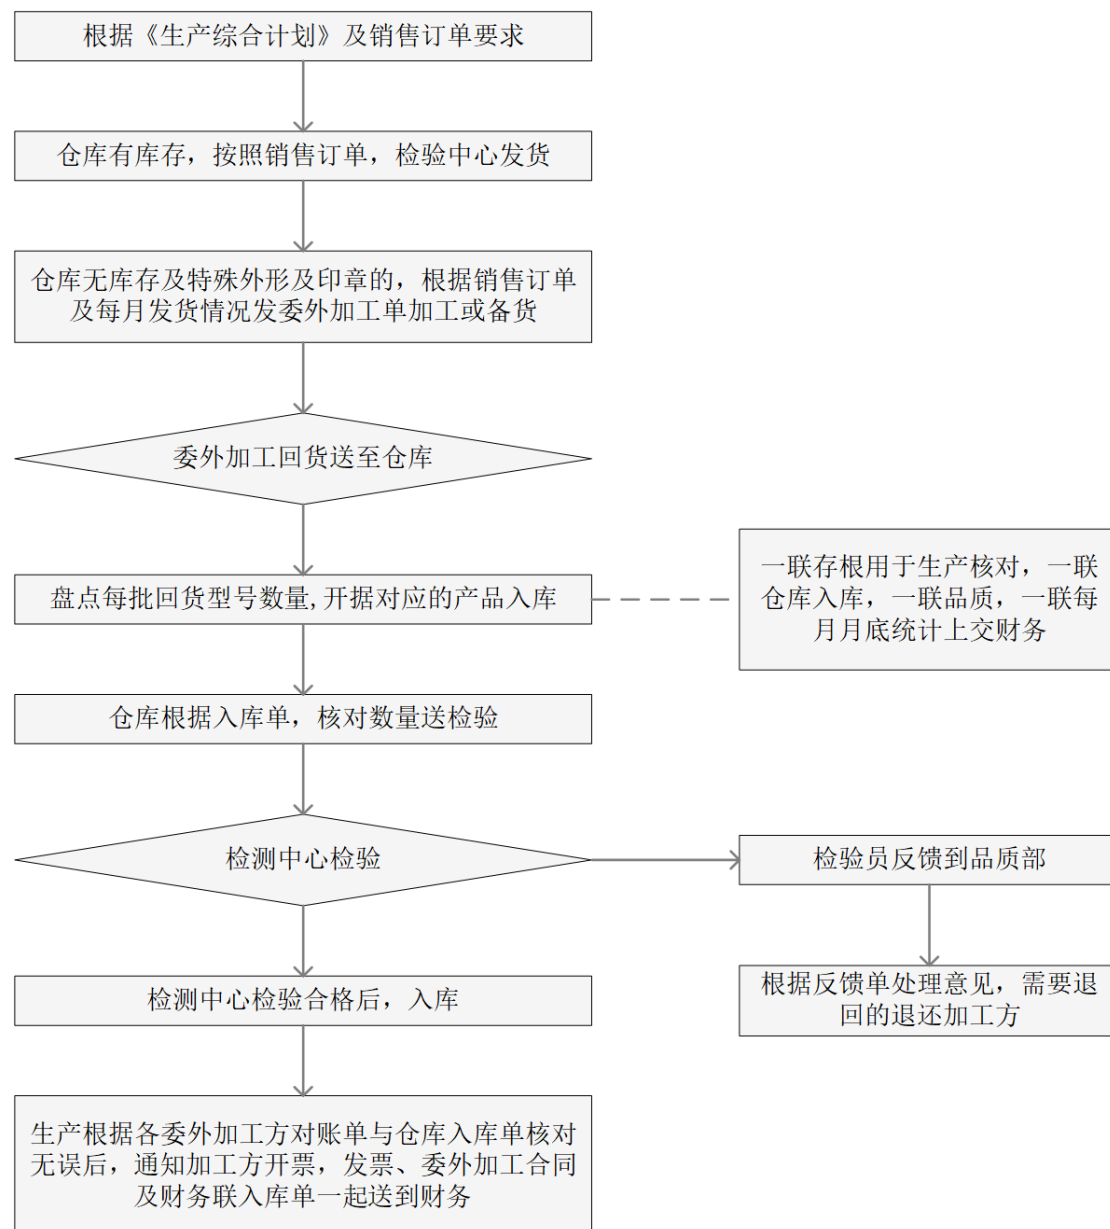 根据《生产综合计划》及销售订单要求
仓库有库存，按照销售订单，检验中心发货
仓库无库存及特殊外形及印章的，根据销售订单
及每月发货情况发委外加工单加工或备货
委外加工回货送至仓库
盘点每批回货型号数量,开据对应的产品入库
一联存根用于生产核对，一联
仓库入库，一联品质，一联每
月月底统计上交财务
仓库根据入库单，核对数量送检验
检测中心检验
检验员反馈到品质部
检测中心检验合格后，入库
根据反馈单处理意见，需要退
回的退还加工方
生产根据各委外加工方对账单与仓库入库单核对
无误后，通知加工方开票，发票、委外加工合同
及财务联入库单一起送到财务